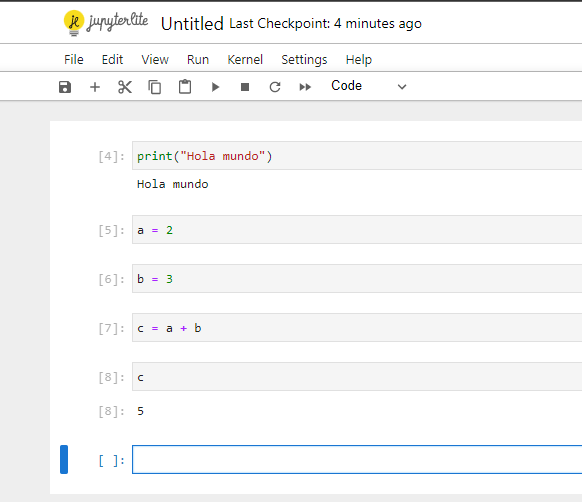 jupyterlite Untitled Last Checkpoint: 4 minutes ago
File Edit View Run Kernel Settings Help
Code
[4]: print("Hola mundo")
Hola mundo
[5]: a = 2
[6]: b = 3
[7]: c = a + b
[8]: c
[8]: 5
[ ]: